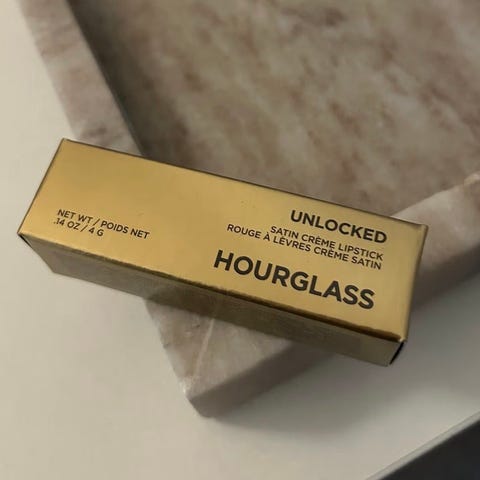 NET WT / POIDS NET
.14 OZ / 4 G
UNLOCKED
SATIN CRÈME LIPSTICK
ROUGE À LÈVRES CRÈME SATIN
HOURGLASS